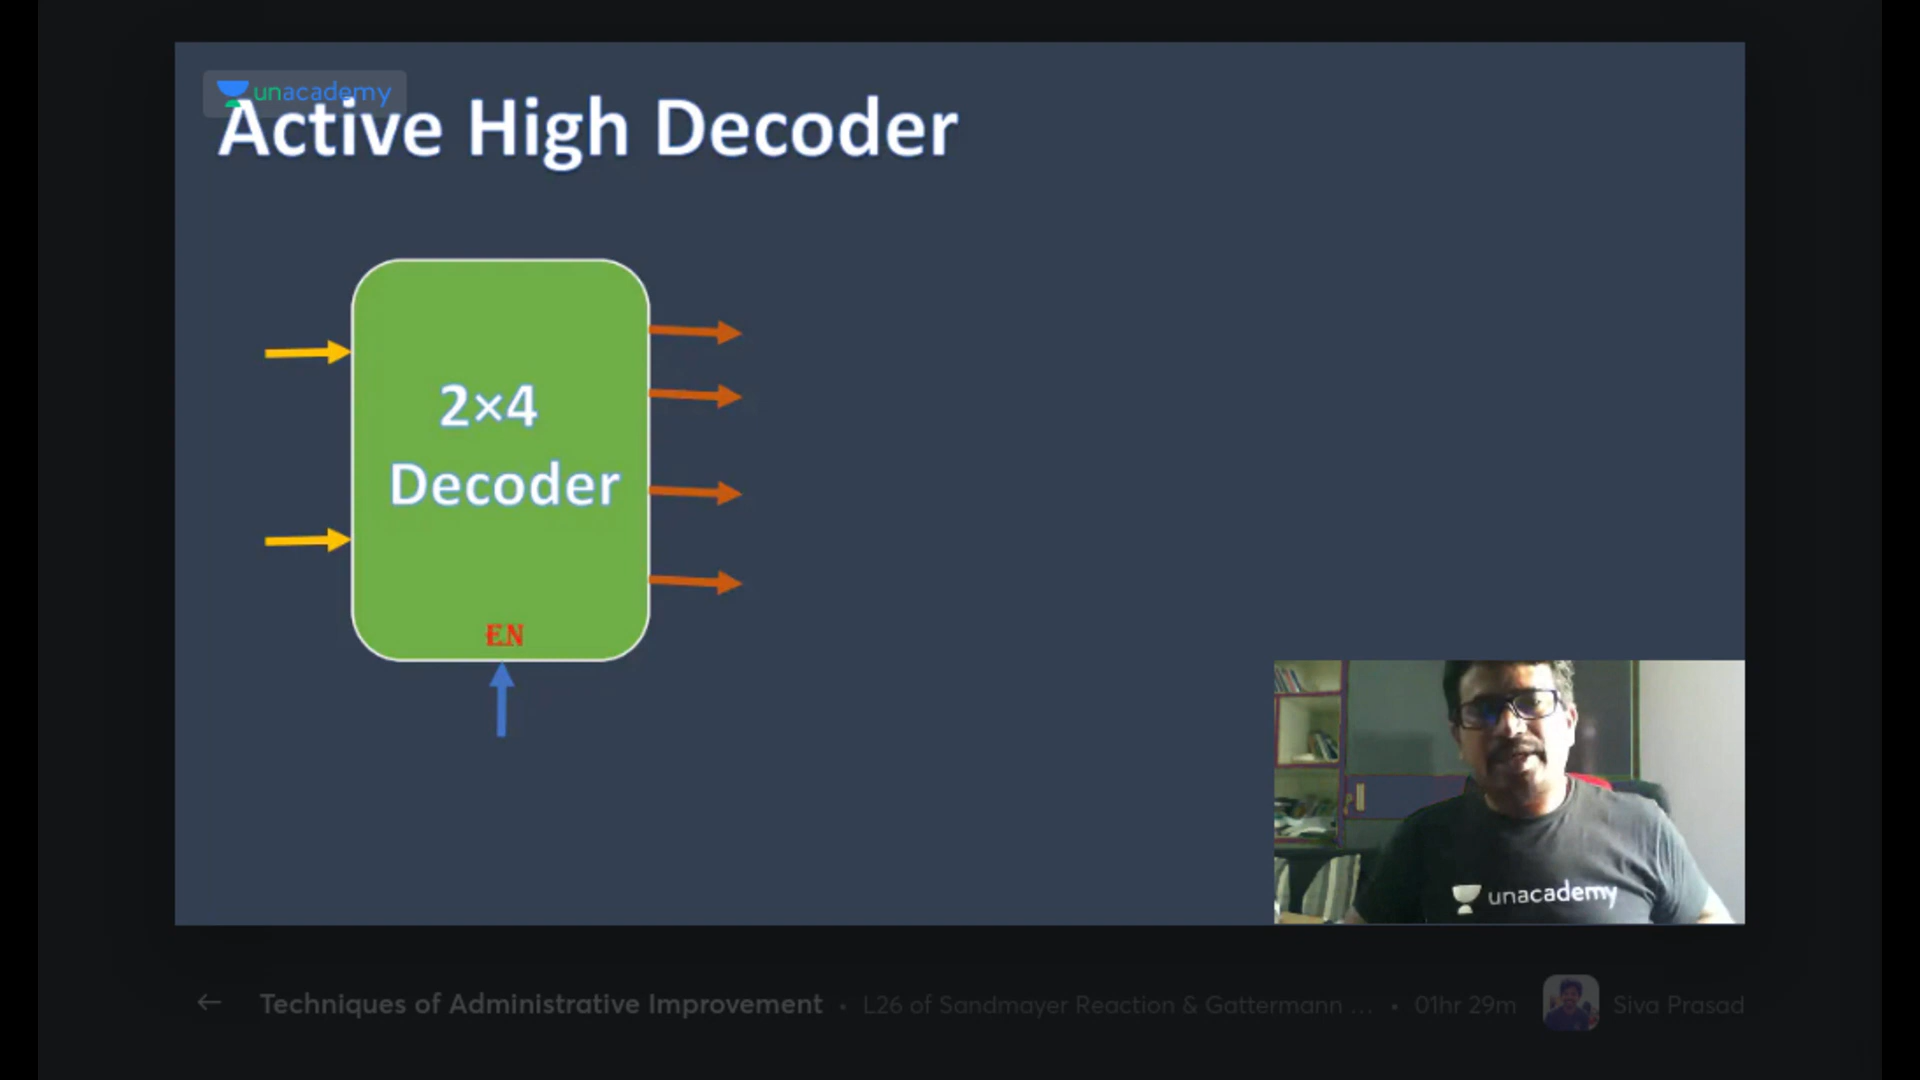 unacademy
Active High Decoder
2×4
Decoder
EN
unacademy
Techniques of Administrative Improvement • L26 of Sandmayer Reaction & Gattermann ... • 01hr 29m Siva Prasad